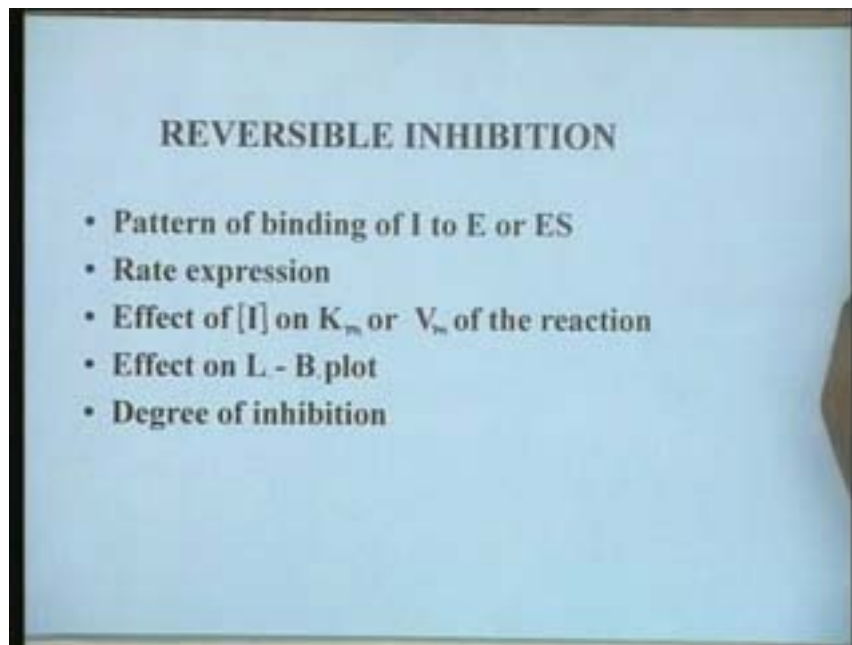 REVERSIBLE INHIBITION
• Pattern of binding of I to E or ES
• Rate expression
• Effect of [I] on Km or Vm of the reaction
• Effect on L - B plot
• Degree of inhibition